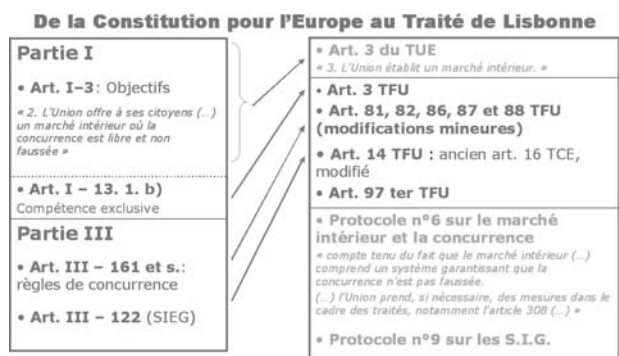 De la Constitution pour l'Europe au Traité de Lisbonne
Partie I
• Art. I–3: Objectifs
« 2. L'Union offre à ses citoyens (…)
un marché intérieur où la
concurrence est libre et non
faussée »
• Art. I – 13. 1. b)
Compétence exclusive
Partie III
• Art. III – 161 et s.:
règles de concurrence
• Art. III – 122 (SIEG)
• Art. 3 du TUE
« 3. L'Union établit un marché intérieur. »
• Art. 3 TFU
• Art. 81, 82, 86, 87 et 88 TFU
(modifications mineures)
• Art. 14 TFU : ancien art. 16 TCE,
modifié
• Art. 97 ter TFU
• Protocole n°6 sur le marché
intérieur et la concurrence
« compte tenu du fait que le marché intérieur (…)
comprend un système garantissant que la
concurrence n'est pas faussée.
(…) l'Union prend, si nécessaire, des mesures dans le
cadre des traités, notamment l'article 308 (…) »
• Protocole n°9 sur les S.I.G.